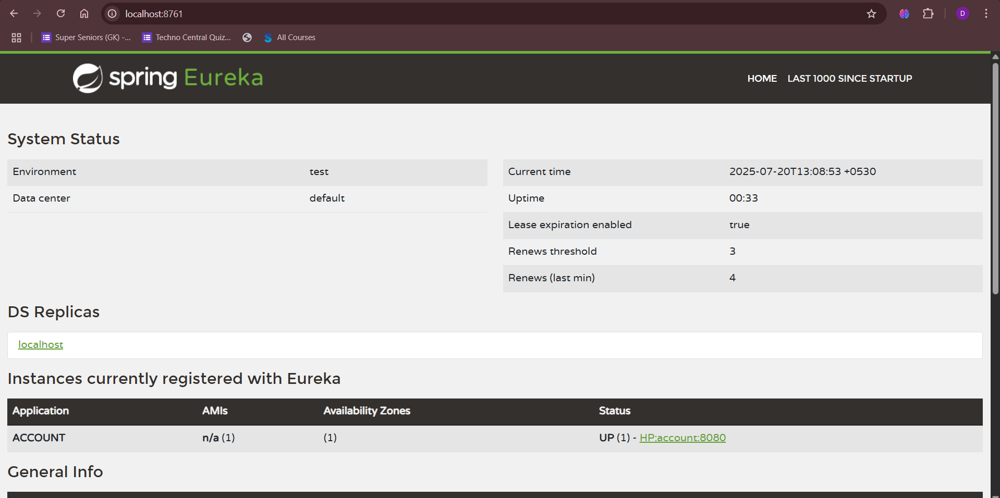 localhost:8761
D
Super Seniors (GK) -...
Techno Central Quiz...
All Courses
spring Eureka
HOME
LAST 1000 SINCE STARTUP
System Status
Environment test
Data center default
Current time 2025-07-20T13:08:53 +0530
Uptime 00:33
Lease expiration enabled true
Renews threshold 3
Renews (last min) 4
DS Replicas
localhost
Instances currently registered with Eureka
Application AMIs Availability Zones Status
ACCOUNT n/a (1) (1) UP (1) - HP:account:8080
General Info